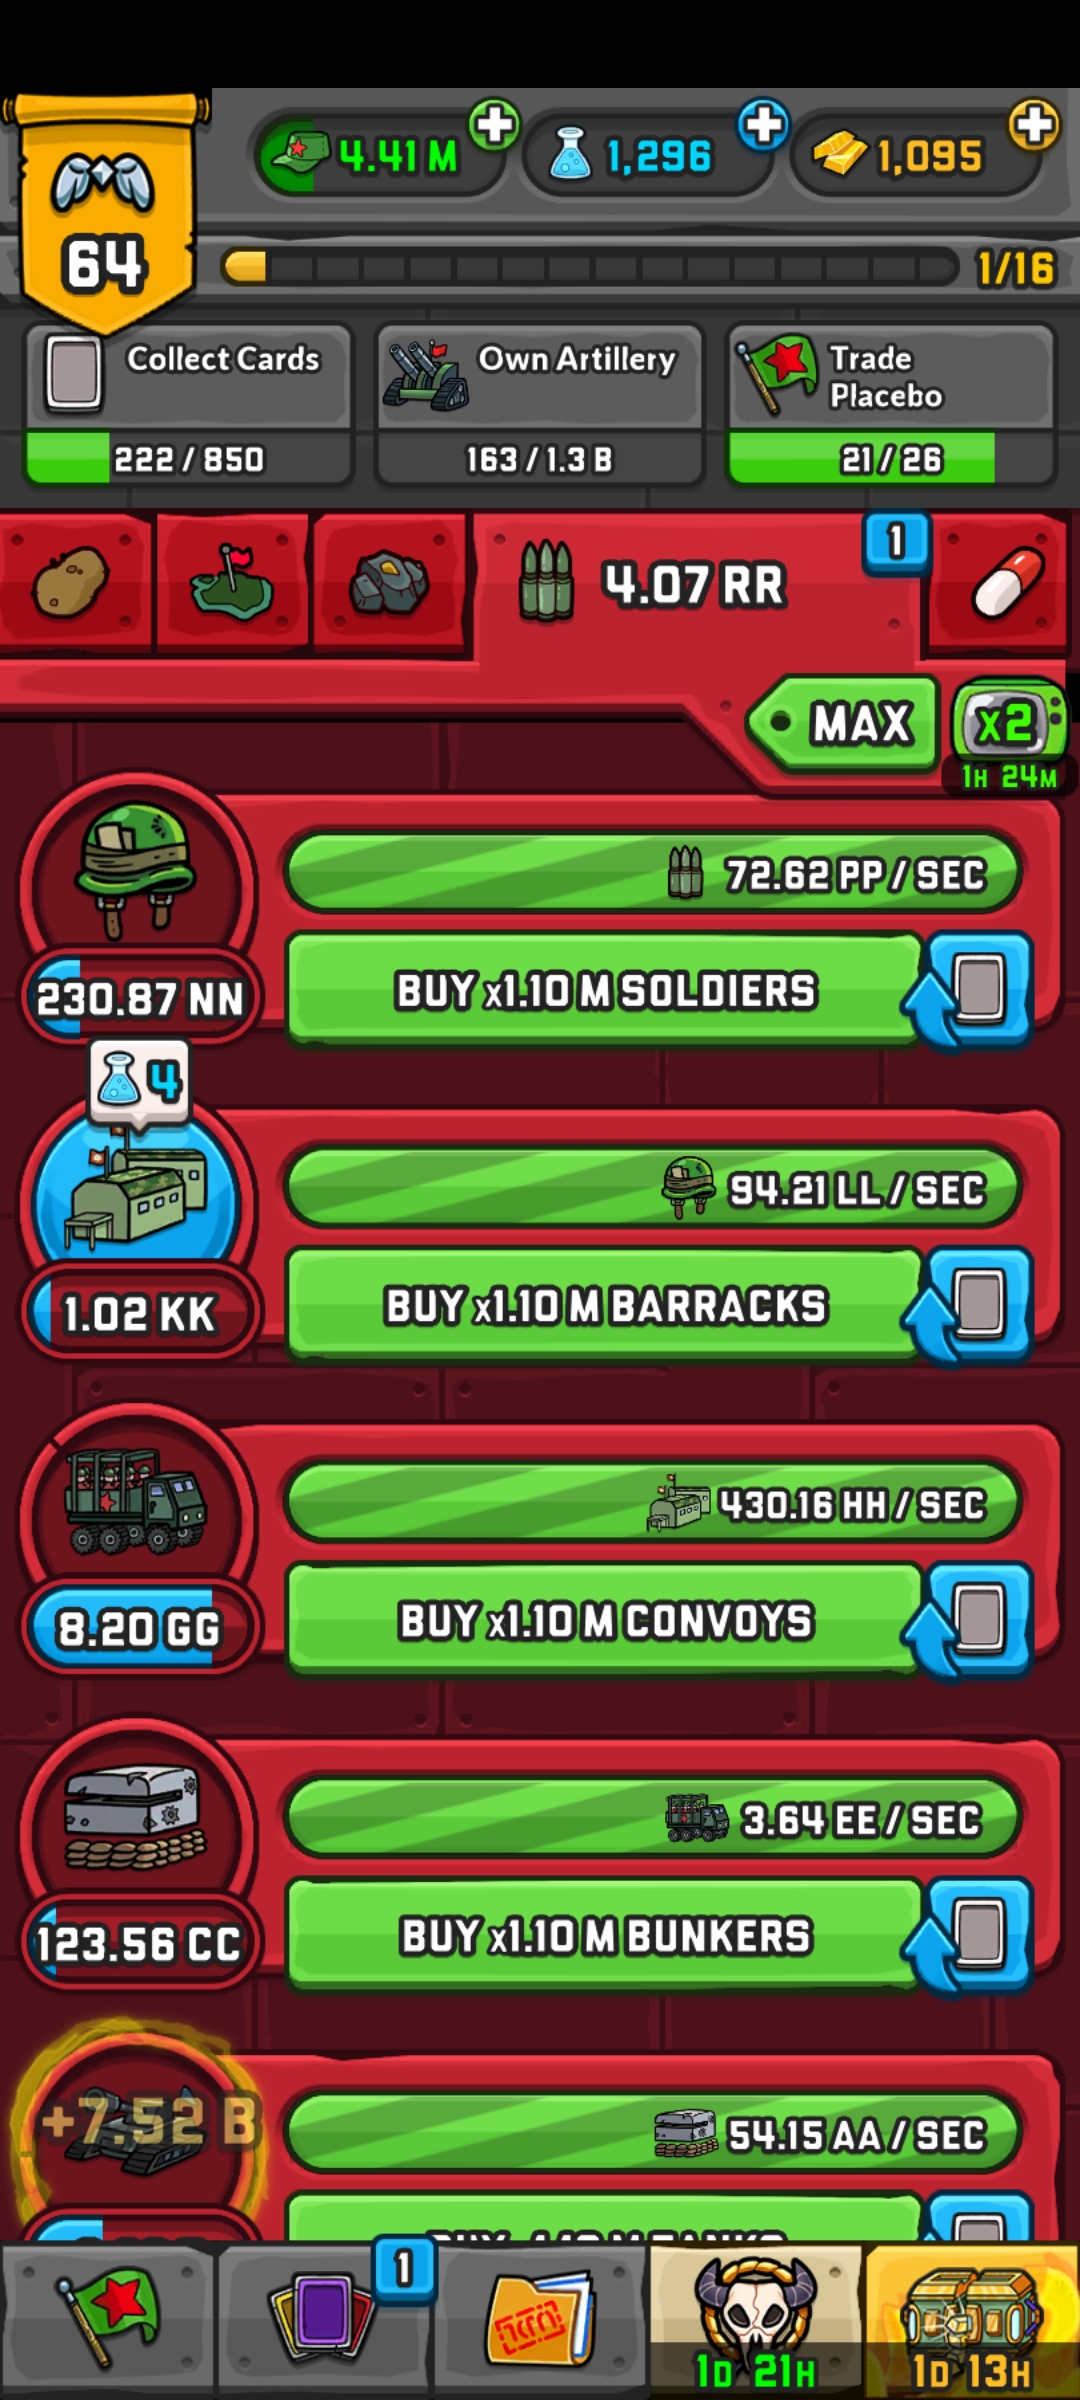 4.41 M
1,296
1,095
64
1/16
Collect Cards
222 / 850
Own Artillery
163 / 1.3 B
Trade
Placebo
21 / 26
4.07 RR
1
MAX
x2
1H 24M
72.62 PP / SEC
230.87 NN
BUY x1.10 M SOLDIERS
4
94.21 LL / SEC
1.02 KK
BUY x1.10 M BARRACKS
430.16 HH / SEC
8.20 GG
BUY x1.10 M CONVOYS
3.64 EE / SEC
123.56 CC
BUY x1.10 M BUNKERS
+7.52 B
54.15 AA / SEC
1
1D 21H
1D 13H